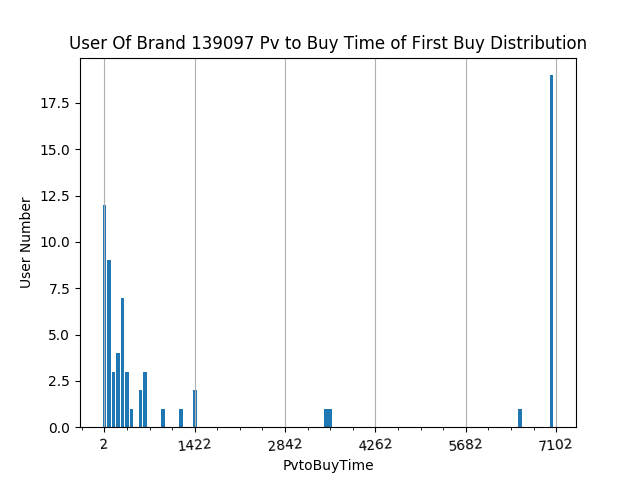 User Of Brand 139097 Pv to Buy Time of First Buy Distribution
17.5
15.0
12.5
10.0
7.5
5.0
2.5
0.0
User Number
2 1422 2842 4262 5682 7102
PvtoBuyTime